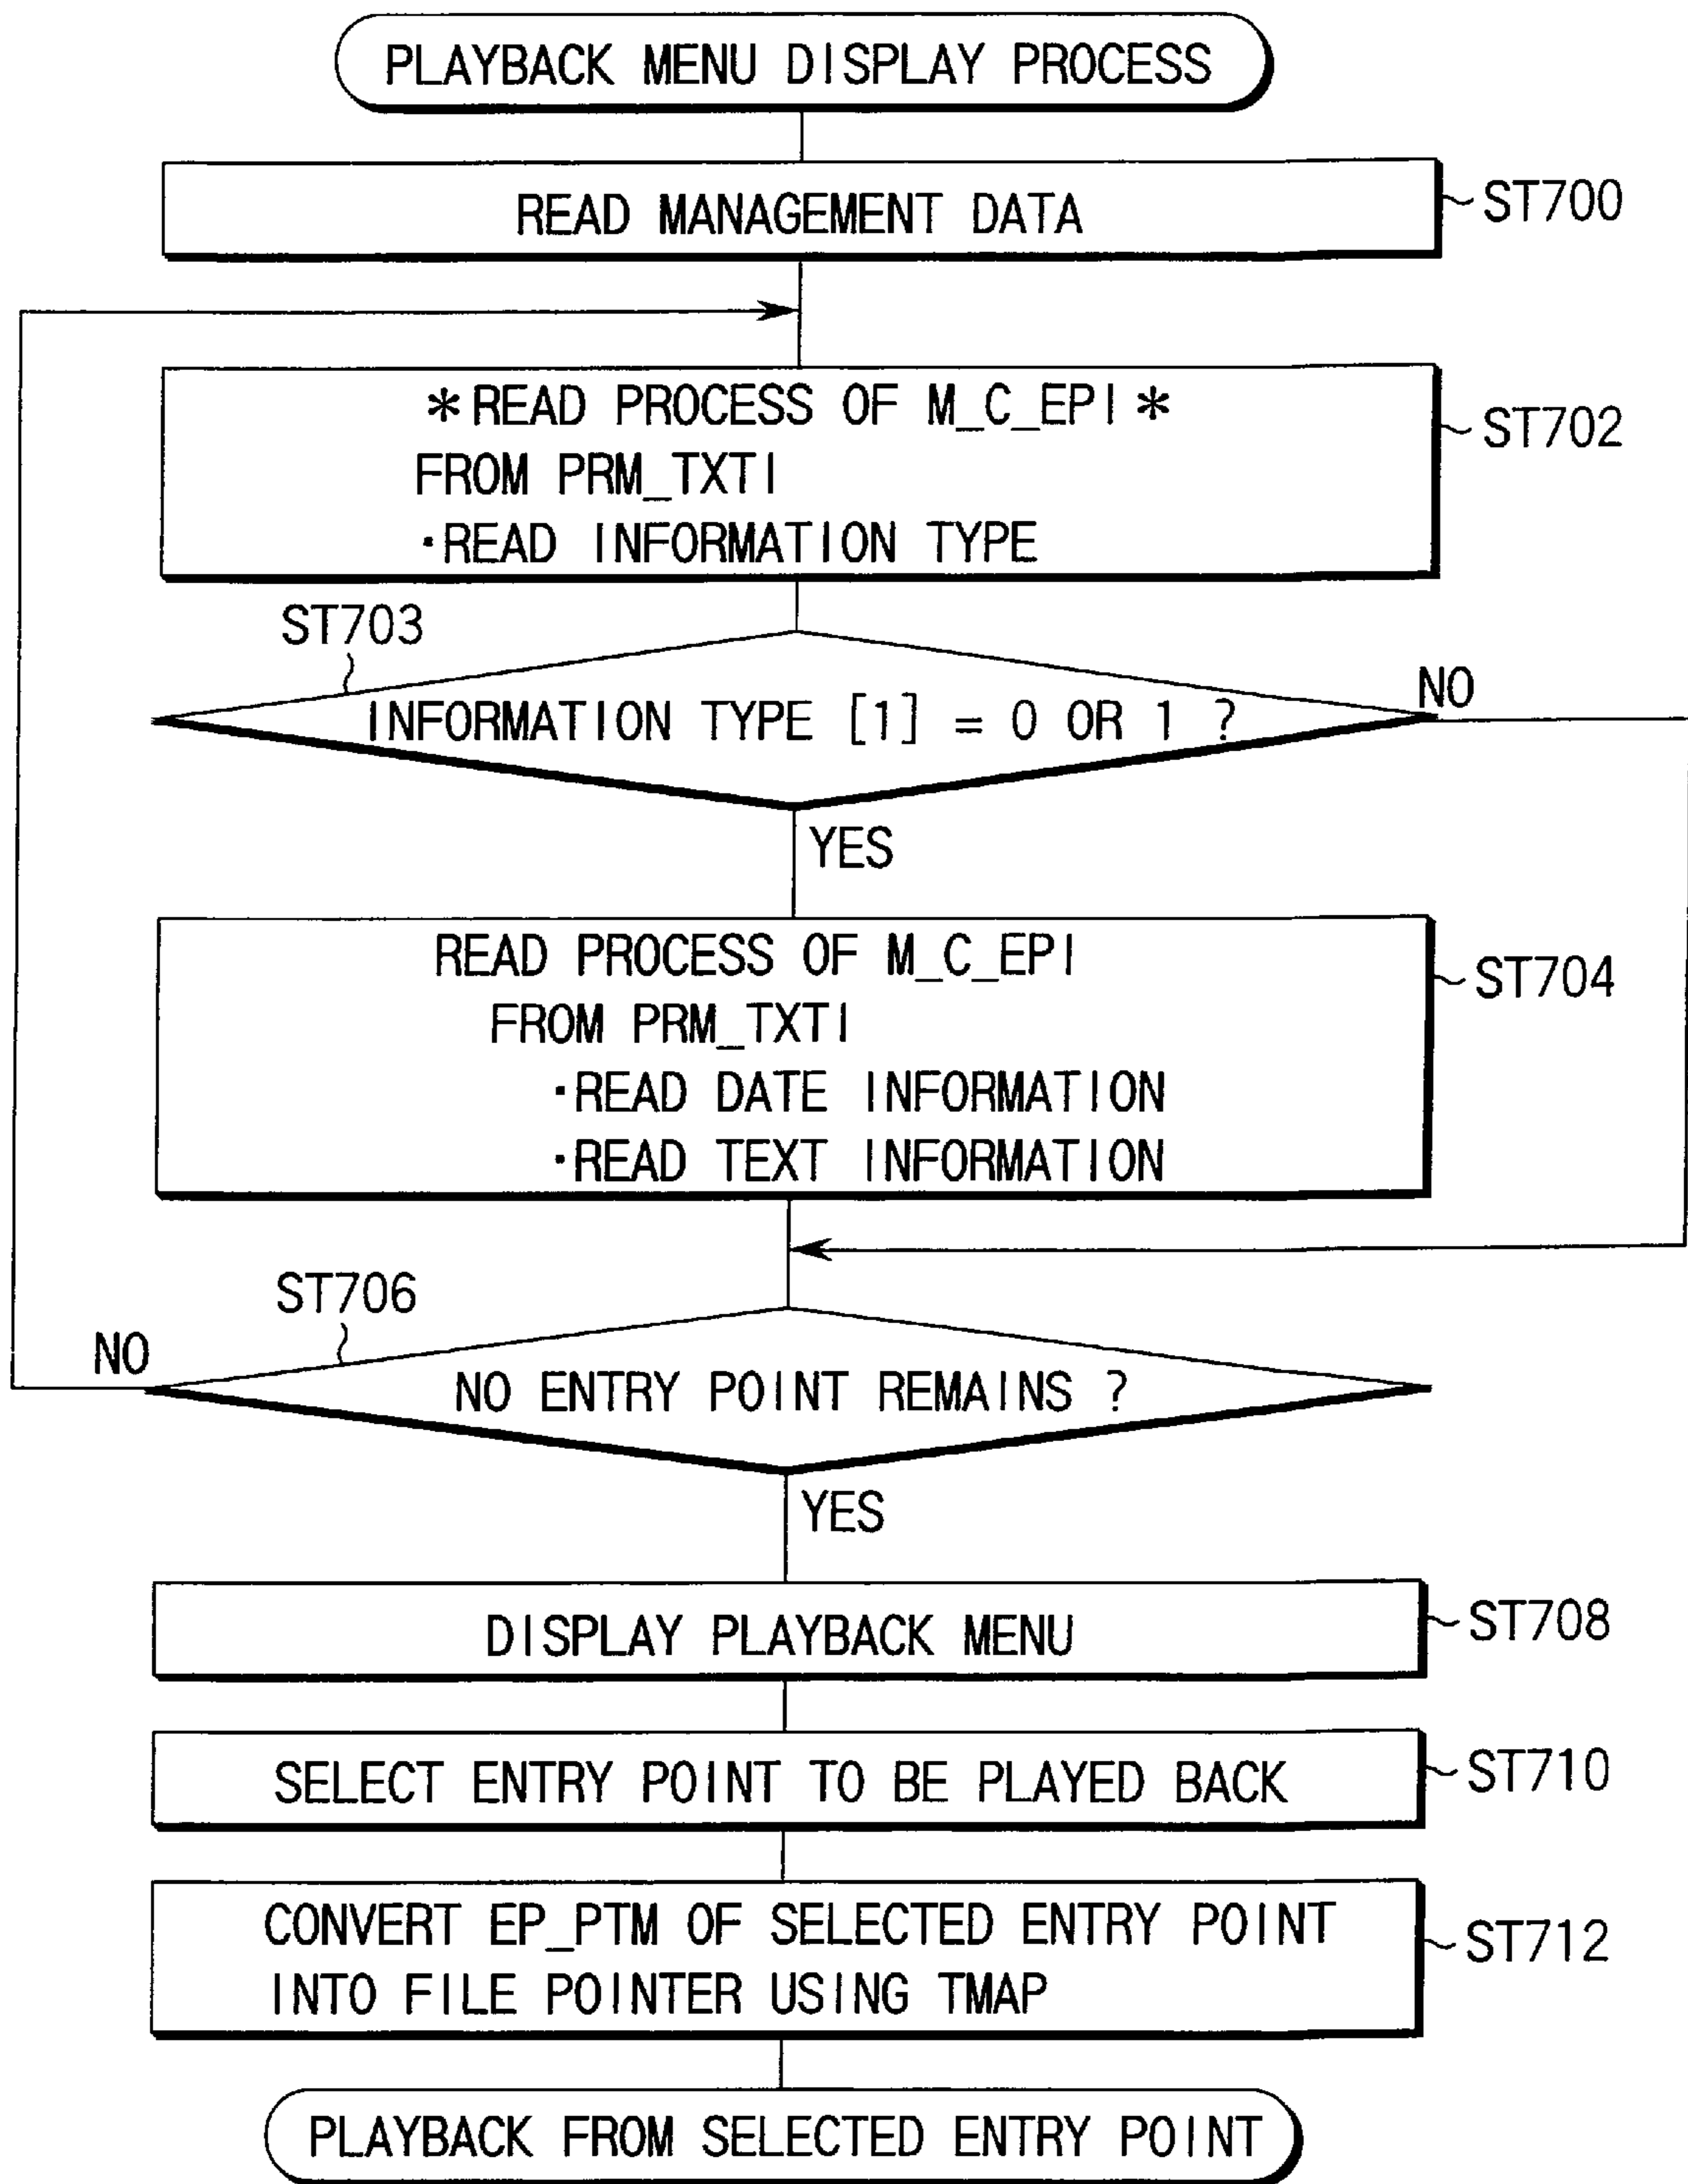 PLAYBACK MENU DISPLAY PROCESS
READ MANAGEMENT DATA
ST700
*READ PROCESS OF M_C_EPI*
FROM PRM_TXTI
·READ INFORMATION TYPE
ST702
ST703
INFORMATION TYPE [1] = 0 OR 1 ?
NO
YES
READ PROCESS OF M_C_EPI
FROM PRM_TXTI
·READ DATE INFORMATION
·READ TEXT INFORMATION
ST704
ST706
NO
NO ENTRY POINT REMAINS ?
YES
DISPLAY PLAYBACK MENU
ST708
SELECT ENTRY POINT TO BE PLAYED BACK
ST710
CONVERT EP_PTM OF SELECTED ENTRY POINT
INTO FILE POINTER USING TMAP
ST712
PLAYBACK FROM SELECTED ENTRY POINT